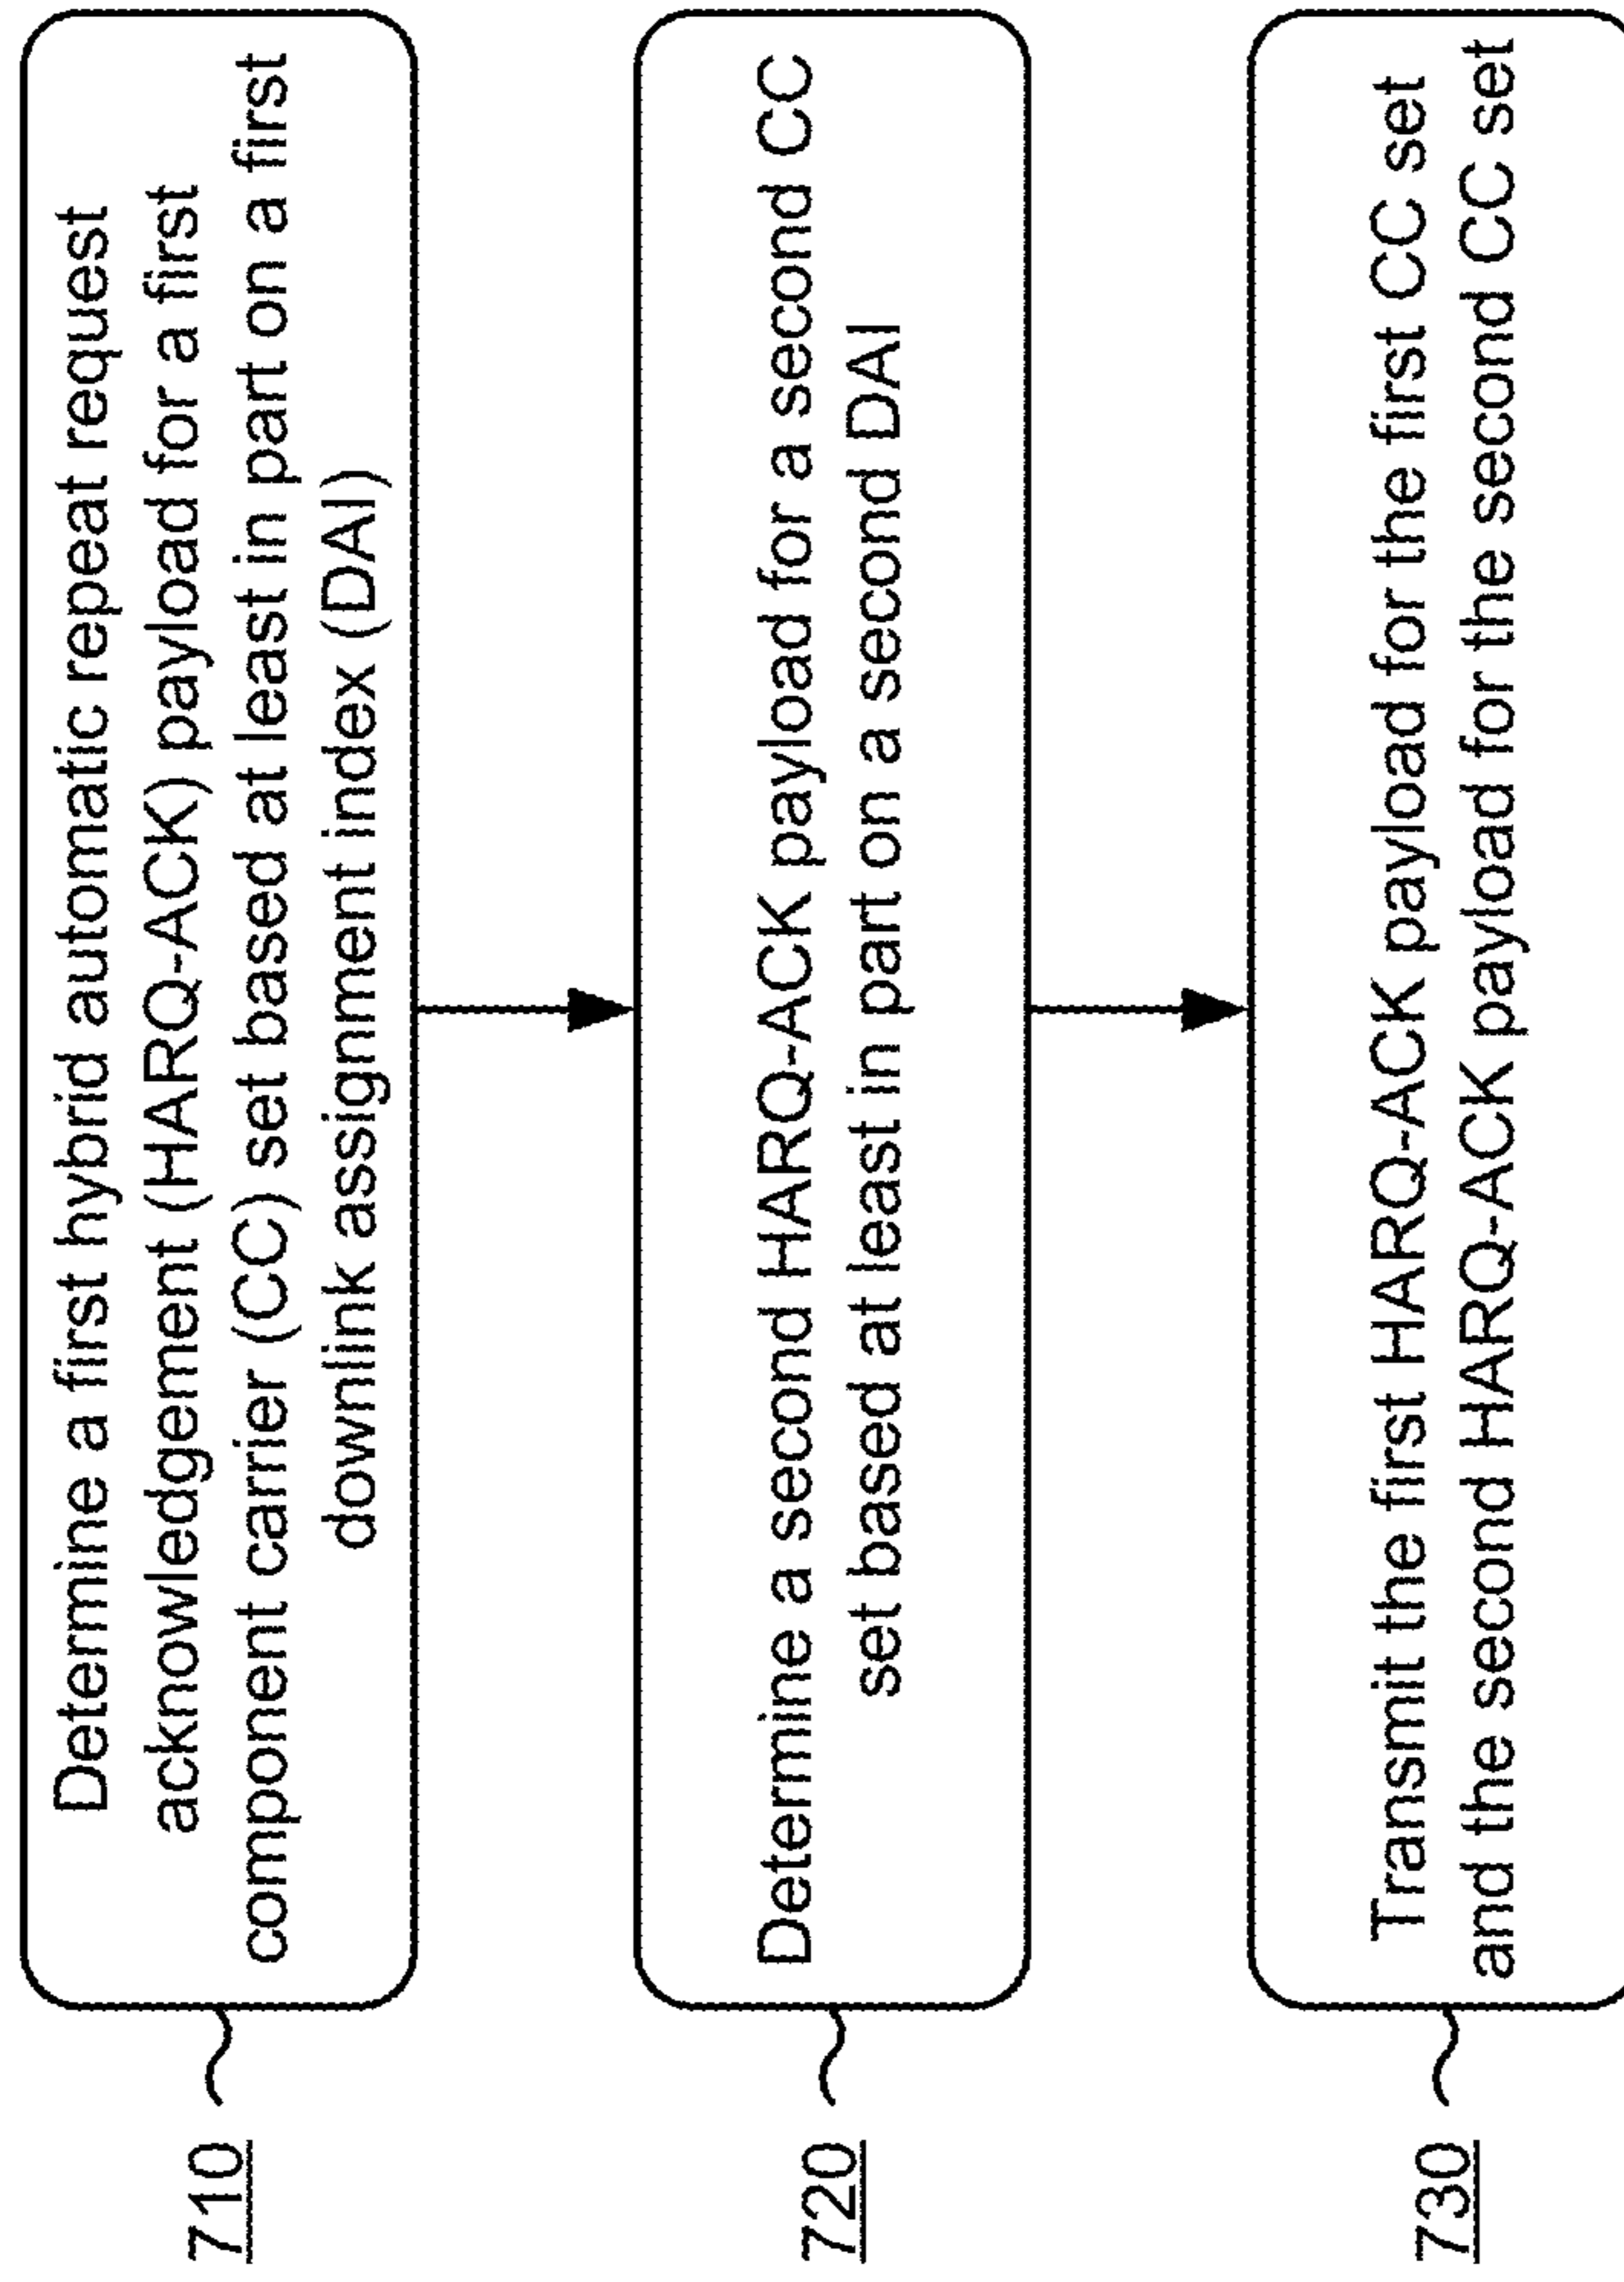 710
Determine a first hybrid automatic repeat request
acknowledgement (HARQ-ACK) payload for a first
component carrier (CC) set based at least in part on a first
downlink assignment index (DAI)
720
Determine a second HARQ-ACK payload for a second CC
set based at least in part on a second DAI
730
Transmit the first HARQ-ACK payload for the first CC set
and the second HARQ-ACK payload for the second CC set